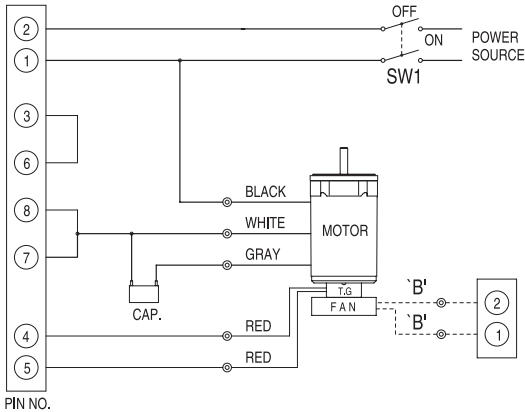 OFF
2
ON
POWER
SOURCE
1
SW1
3
6
BLACK
8
WHITE
MOTOR
7
GRAY
T.G
`B'
FAN
2
CAP.
4
RED
`B'
1
5
RED
PIN NO.